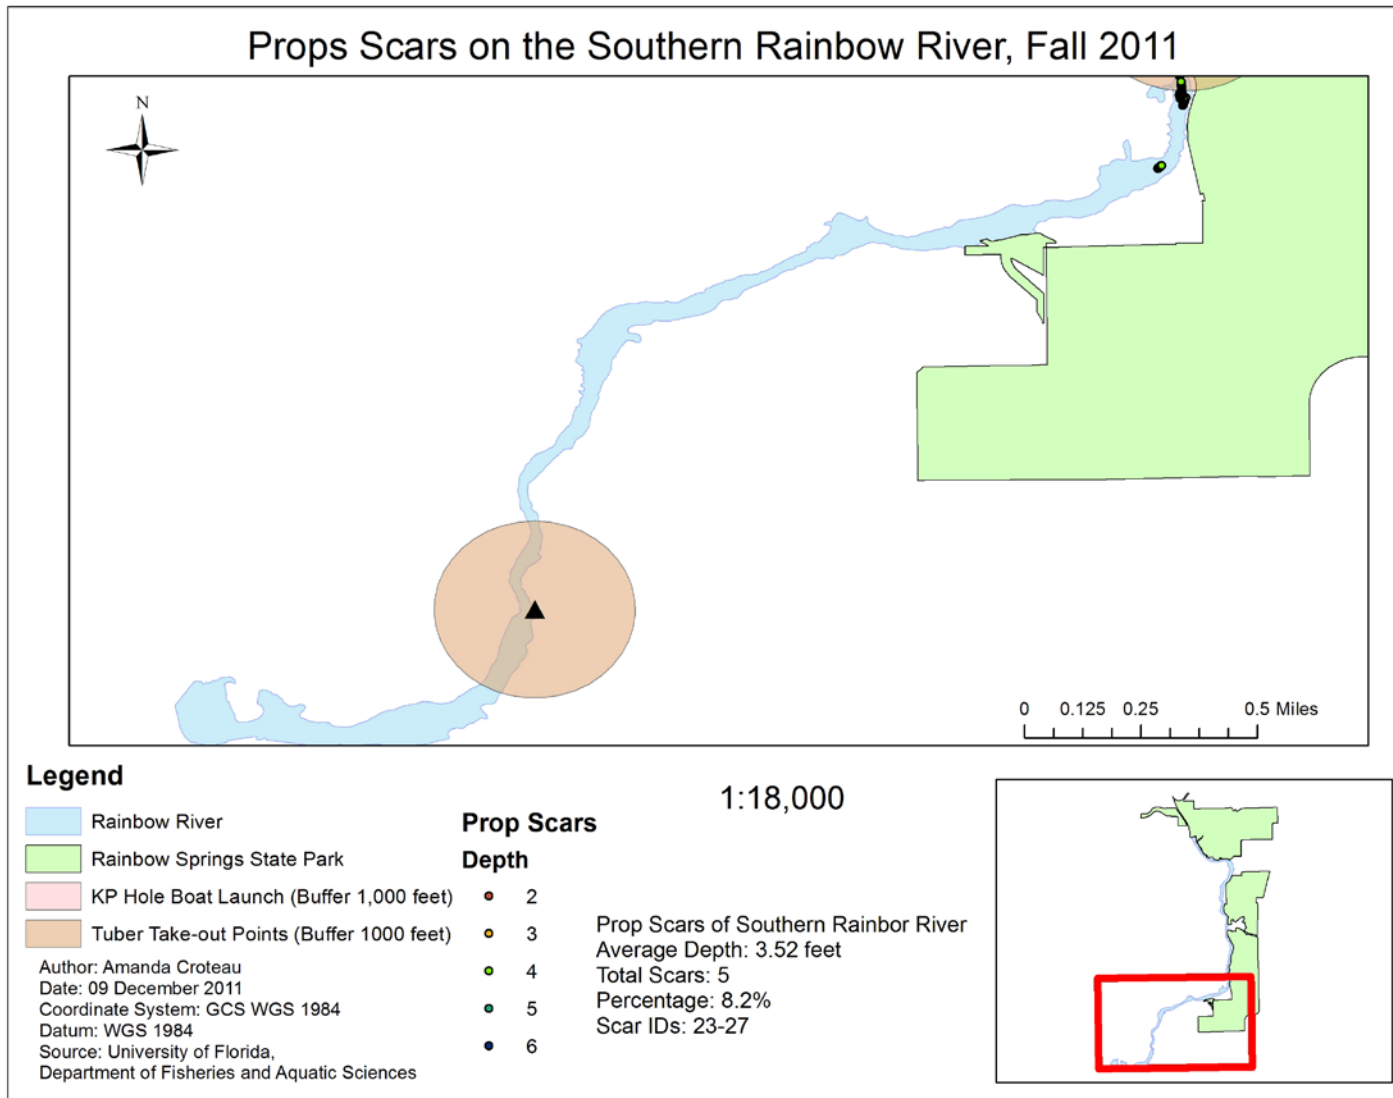 Props Scars on the Southern Rainbow River, Fall 2011
N
0 0.125 0.25 0.5 Miles
Legend
Rainbow River
Rainbow Springs State Park
KP Hole Boat Launch (Buffer 1,000 feet)
Tuber Take-out Points (Buffer 1000 feet)
Author: Amanda Croteau
Date: 09 December 2011
Coordinate System: GCS WGS 1984
Datum: WGS 1984
Source: University of Florida,
Department of Fisheries and Aquatic Sciences
Prop Scars
Depth
2
3
4
5
6
1:18,000
Prop Scars of Southern Rainbor River
Average Depth: 3.52 feet
Total Scars: 5
Percentage: 8.2%
Scar IDs: 23-27